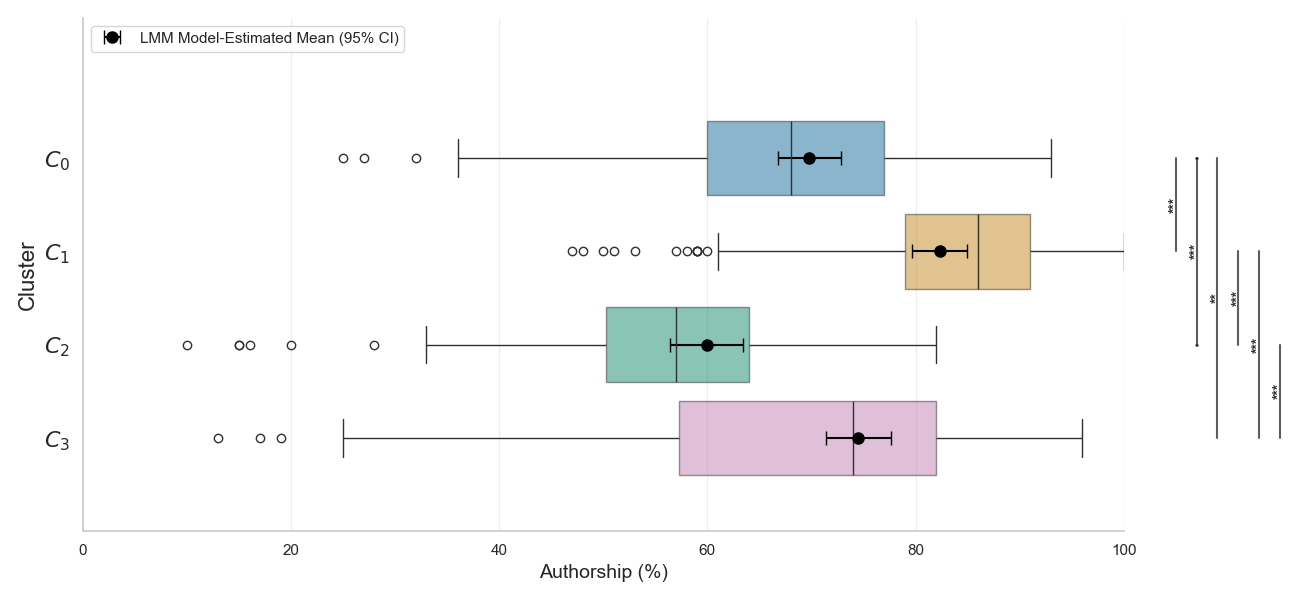 LMM Model-Estimated Mean (95% CI)
Cluster
C₀
C₁
C₂
C₃
0 20 40 60 80 100
Authorship (%)
***
***
**
***
***
***